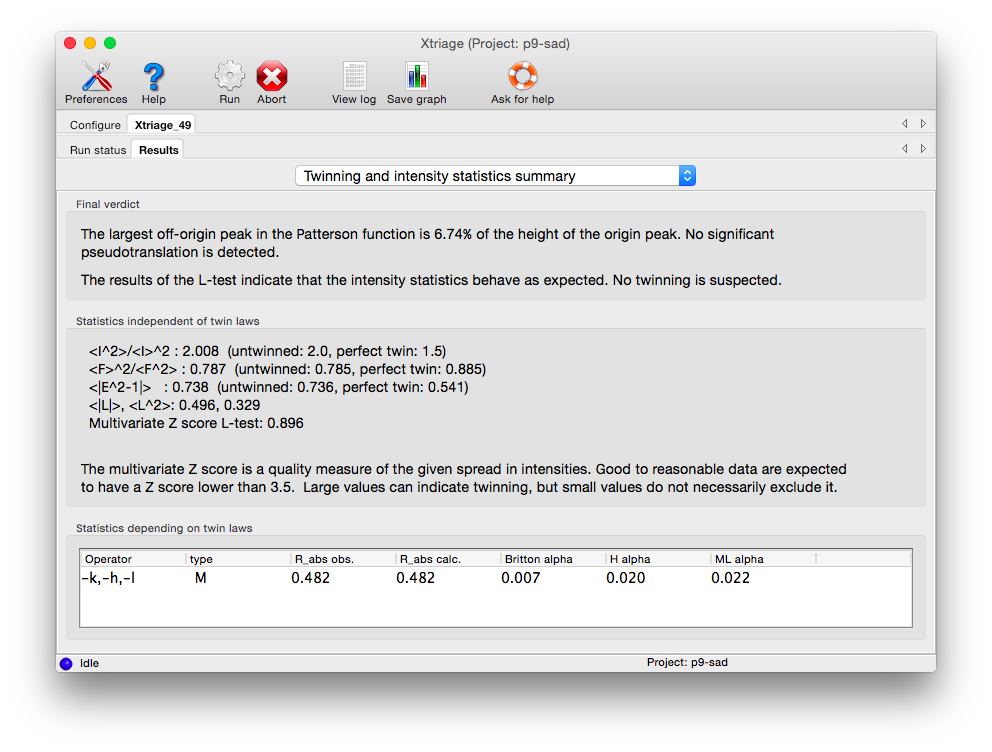 Xtriage (Project: p9-sad)
Preferences Help Run Abort View log Save graph Ask for help
Configure Xtriage_49
Run status Results
Twinning and intensity statistics summary
Final verdict
The largest off-origin peak in the Patterson function is 6.74% of the height of the origin peak. No significant
pseudotranslation is detected.
The results of the L-test indicate that the intensity statistics behave as expected. No twinning is suspected.
Statistics independent of twin laws
<I^2>/<I>^2 : 2.008 (untwinned: 2.0, perfect twin: 1.5)
<F>^2/<F^2> : 0.787 (untwinned: 0.785, perfect twin: 0.885)
<|E^2-1|> : 0.738 (untwinned: 0.736, perfect twin: 0.541)
<|L|>, <L^2>: 0.496, 0.329
Multivariate Z score L-test: 0.896
The multivariate Z score is a quality measure of the given spread in intensities. Good to reasonable data are expected
to have a Z score lower than 3.5. Large values can indicate twinning, but small values do not necessarily exclude it.
Statistics depending on twin laws
Operator type R_abs obs. R_abs calc. Britton alpha H alpha ML alpha
-k,-h,-l M 0.482 0.482 0.007 0.020 0.022
Idle Project: p9-sad